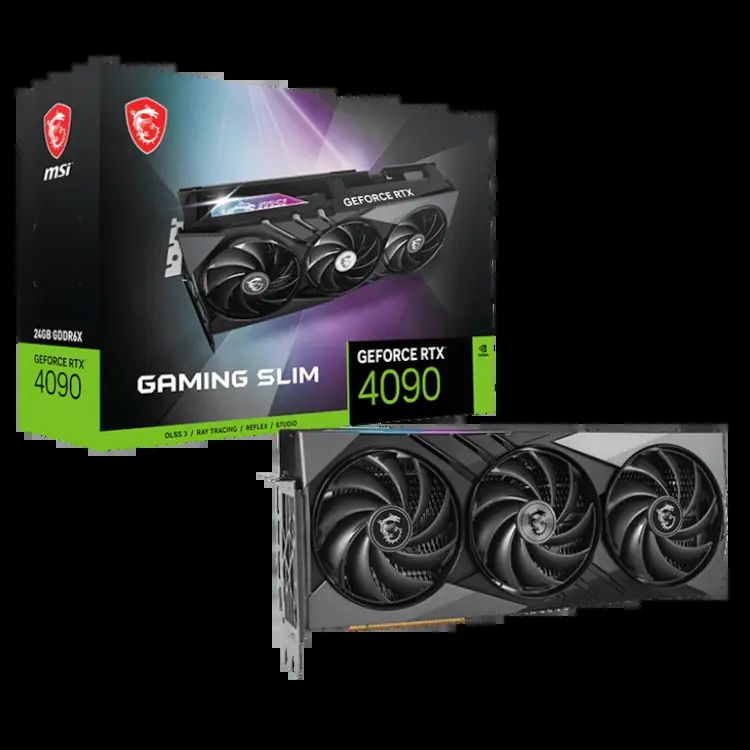 msi
24GB GDDR6X
GEFORCE RTX
4090
GEFORCE RTX
GAMING SLIM
GEFORCE RTX
4090
DLSS 3 / RAY TRACING / REFLEX / STUDIO
NVIDIA